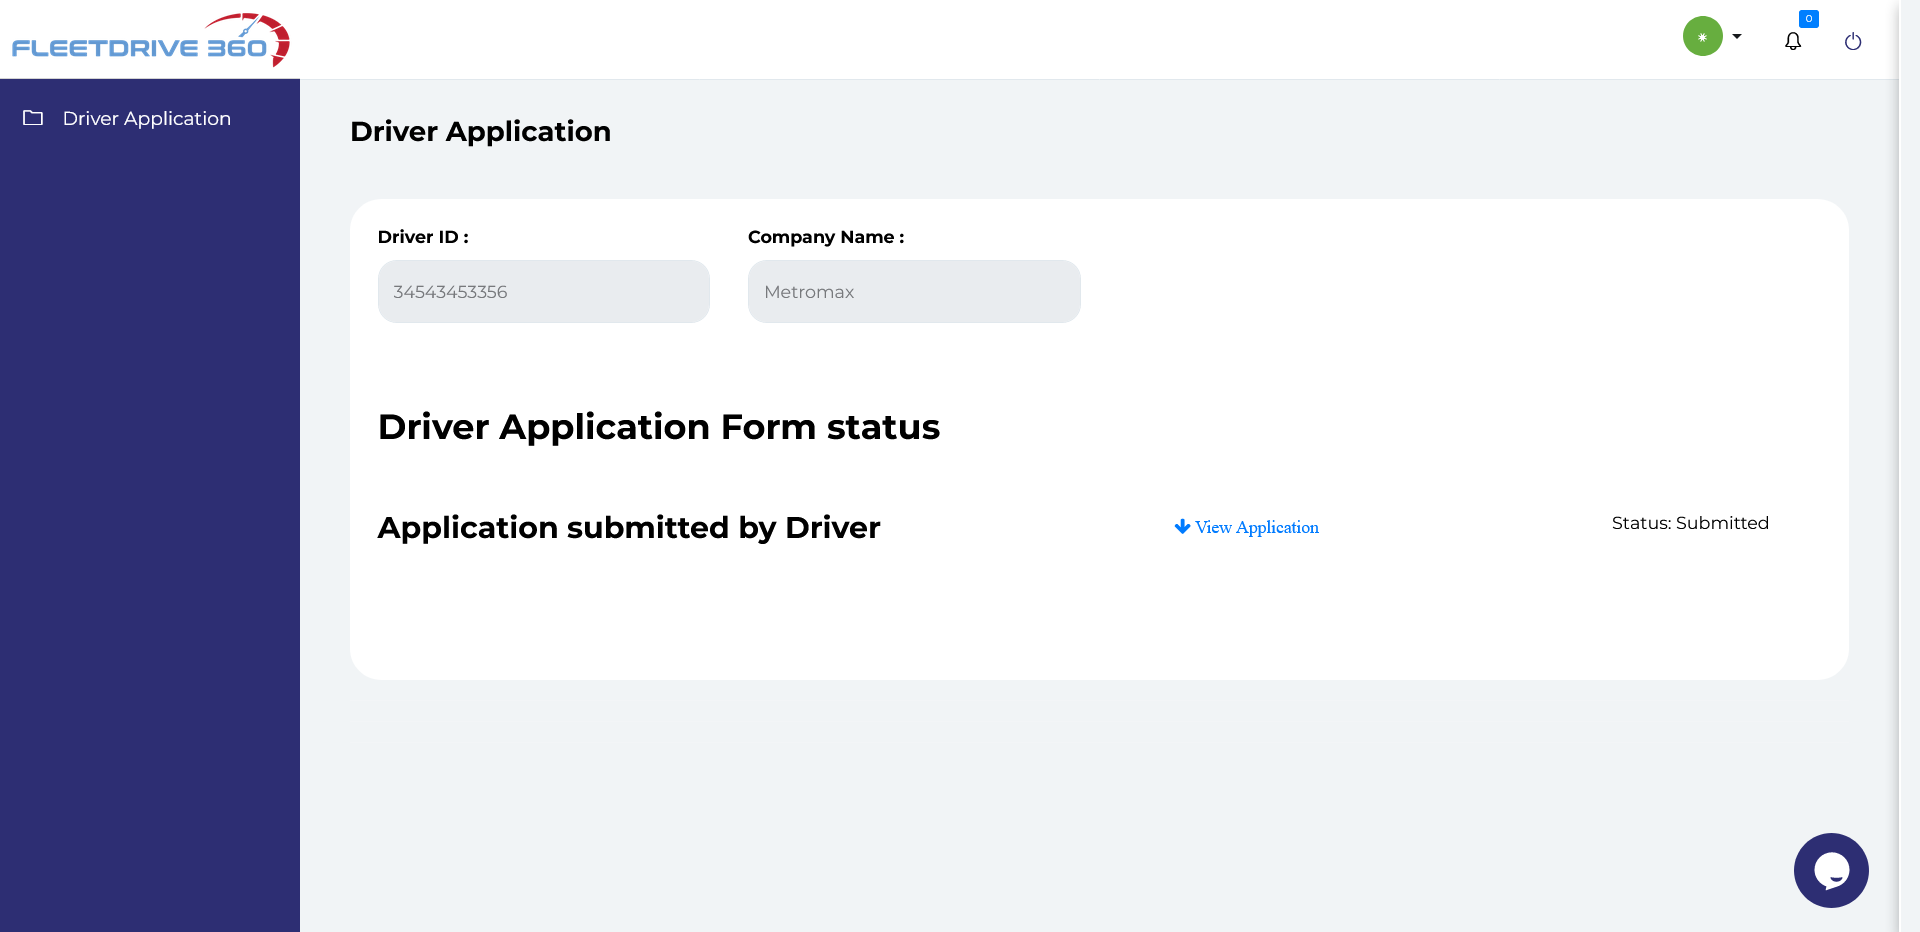 FLEETDRIVE 360
0
Driver Application
Driver Application
Driver ID :
Company Name :
34543453356
Metromax
Driver Application Form status
Application submitted by Driver
View Application
Status: Submitted